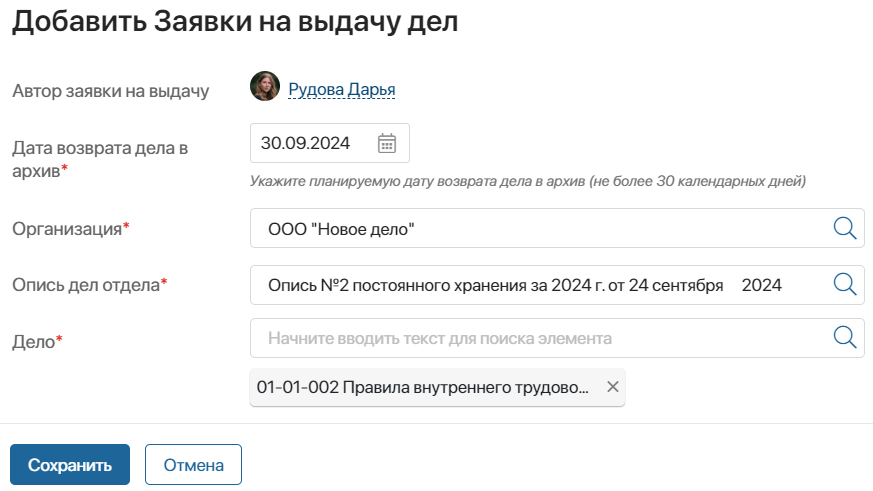 Добавить Заявки на выдачу дел
Автор заявки на выдачу
Рудова Дарья
Дата возврата дела в
архив*
30.09.2024
Укажите планируемую дату возврата дела в архив (не более 30 календарных дней)
Организация*
ООО "Новое дело"
Опись дел отдела*
Опись №2 постоянного хранения за 2024 г. от 24 сентября 2024
Дело*
Начните вводить текст для поиска элемента
01-01-002 Правила внутреннего трудово...
Сохранить
Отмена